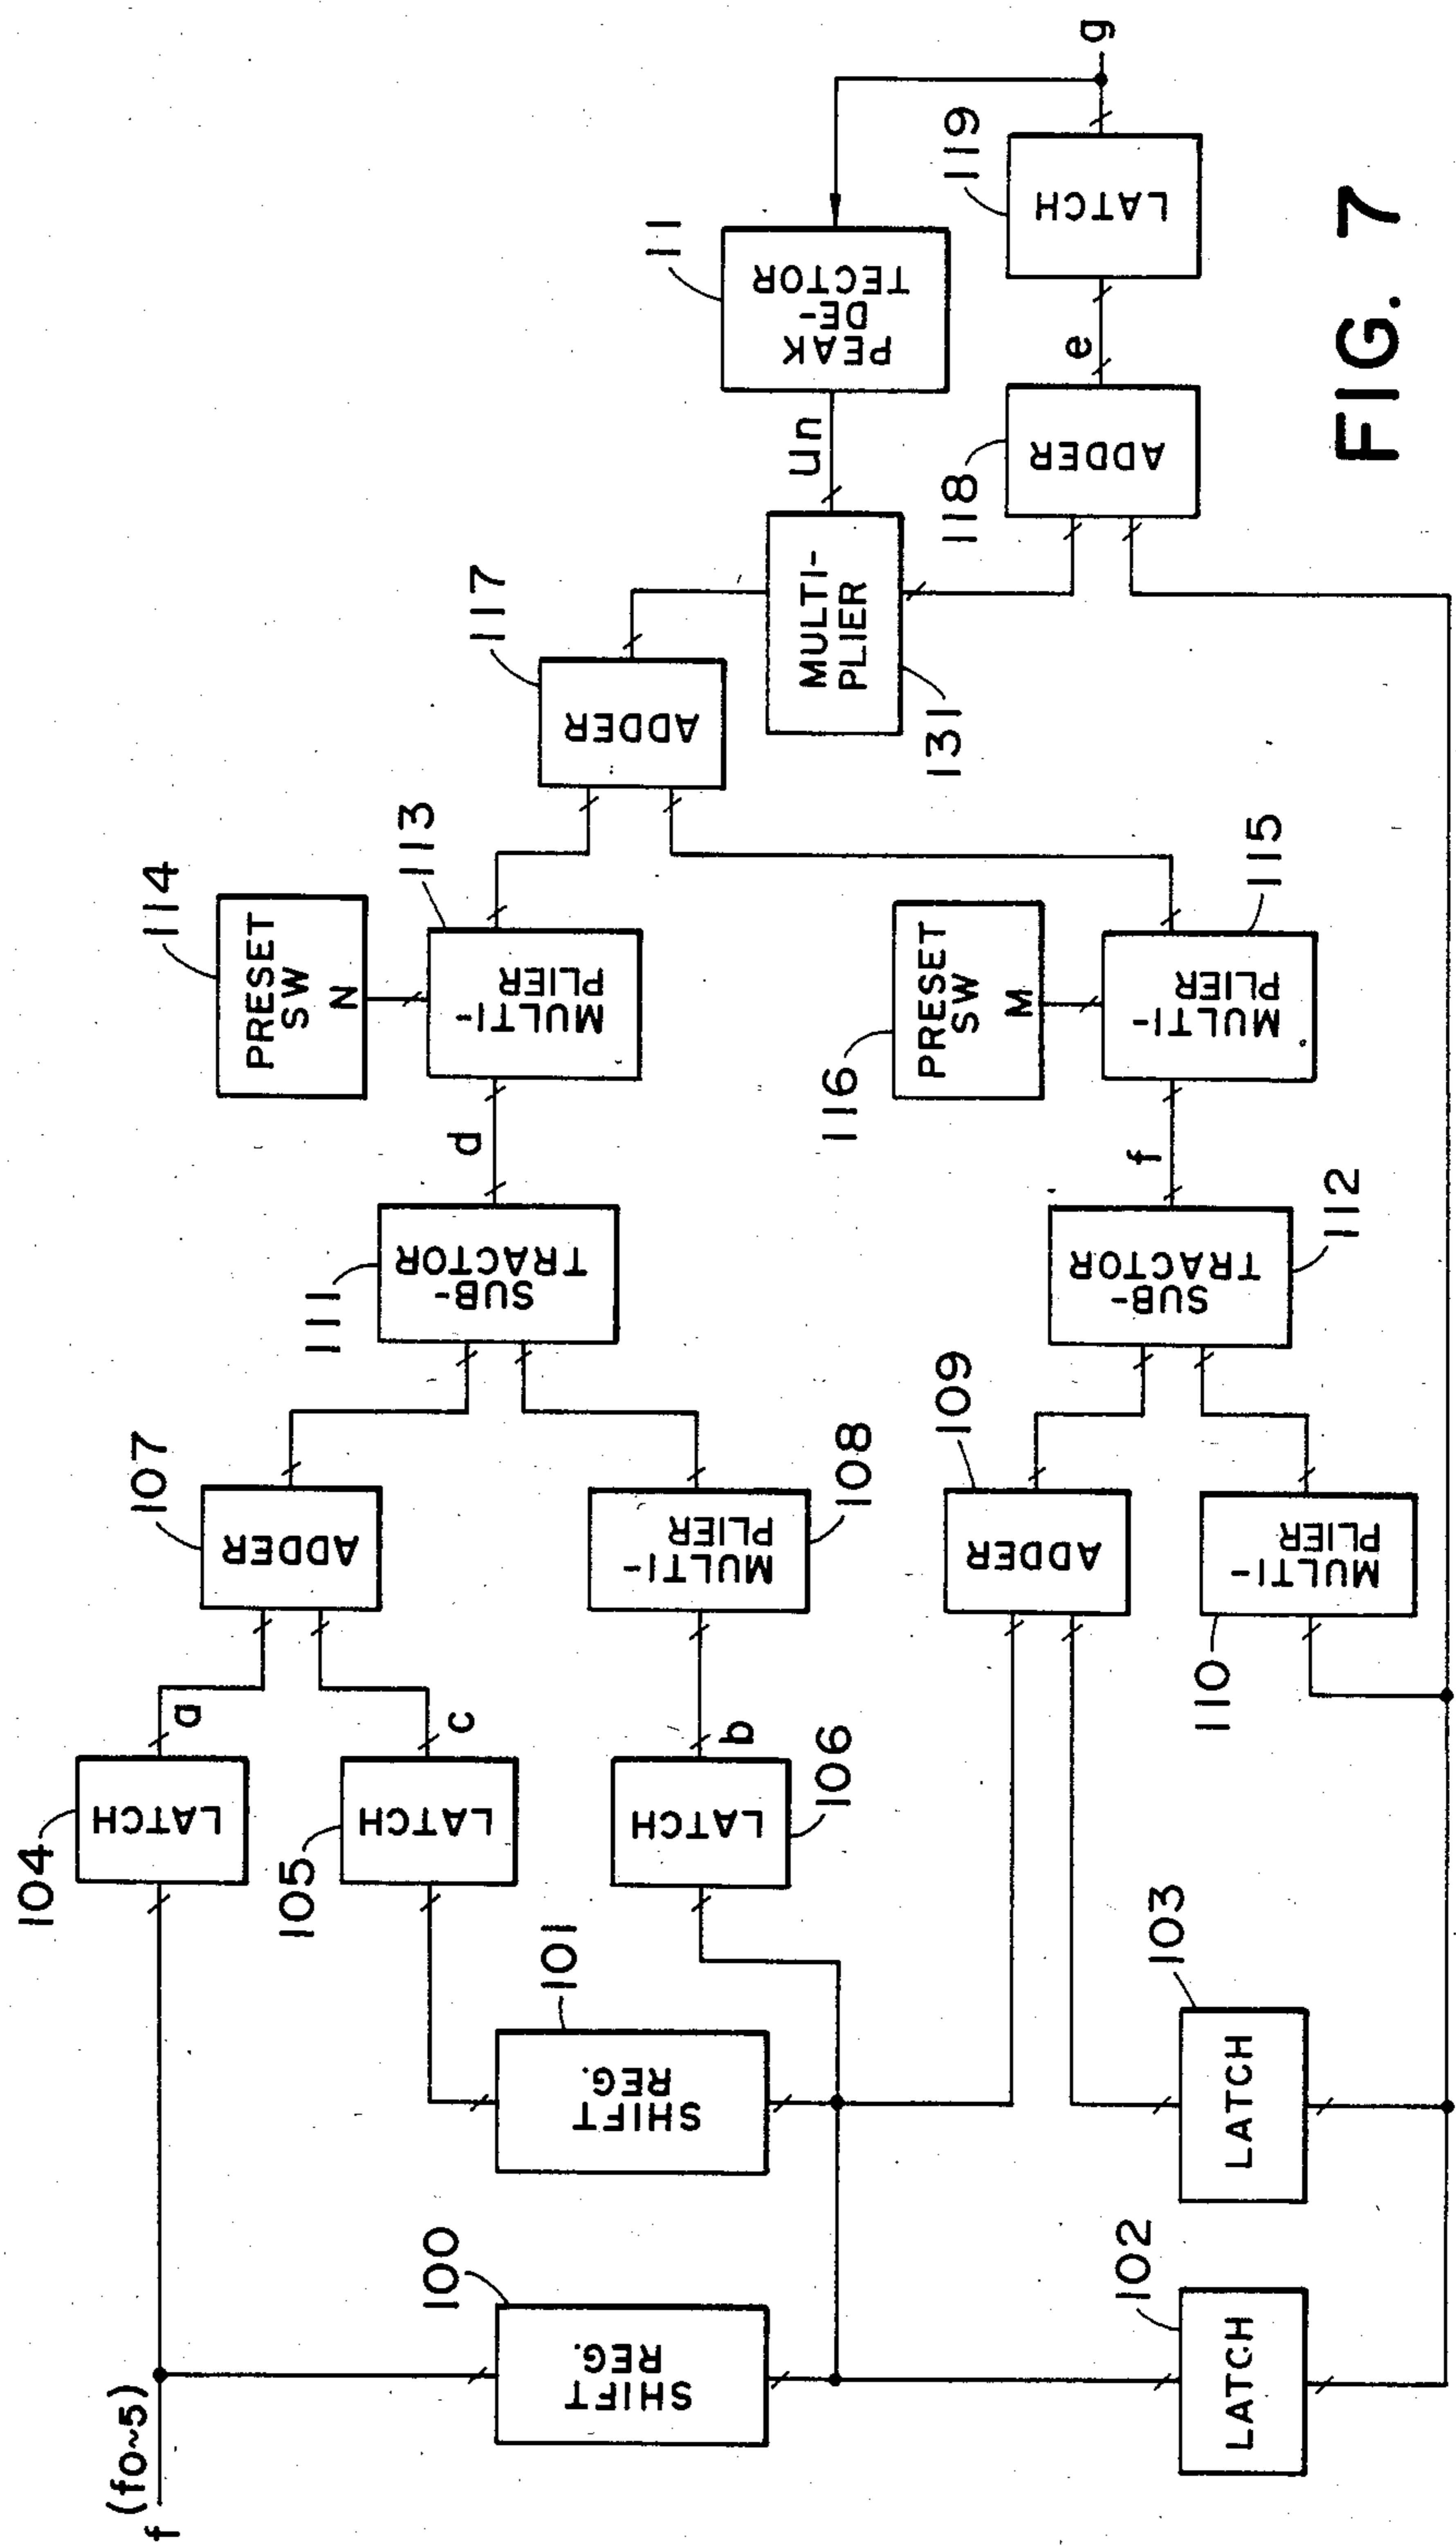 f (fo~5)
100
SHIFT
REG.
101
SHIFT
REG.
102
LATCH
103
LATCH
104
LATCH
a
105
LATCH
c
106
LATCH
b
107
ADDER
108
MULTI-
PLIER
109
ADDER
110
MULTI-
PLIER
111
SUB-
TRACTOR
d
112
SUB-
TRACTOR
f
114
PRESET
SW
N
113
MULTI-
PLIER
116
PRESET
SW
M
115
MULTI-
PLIER
117
ADDER
131
MULTI-
PLIER
Un
11
PEAK
DE-
TECTOR
118
ADDER
e
119
LATCH
g
FIG. 7